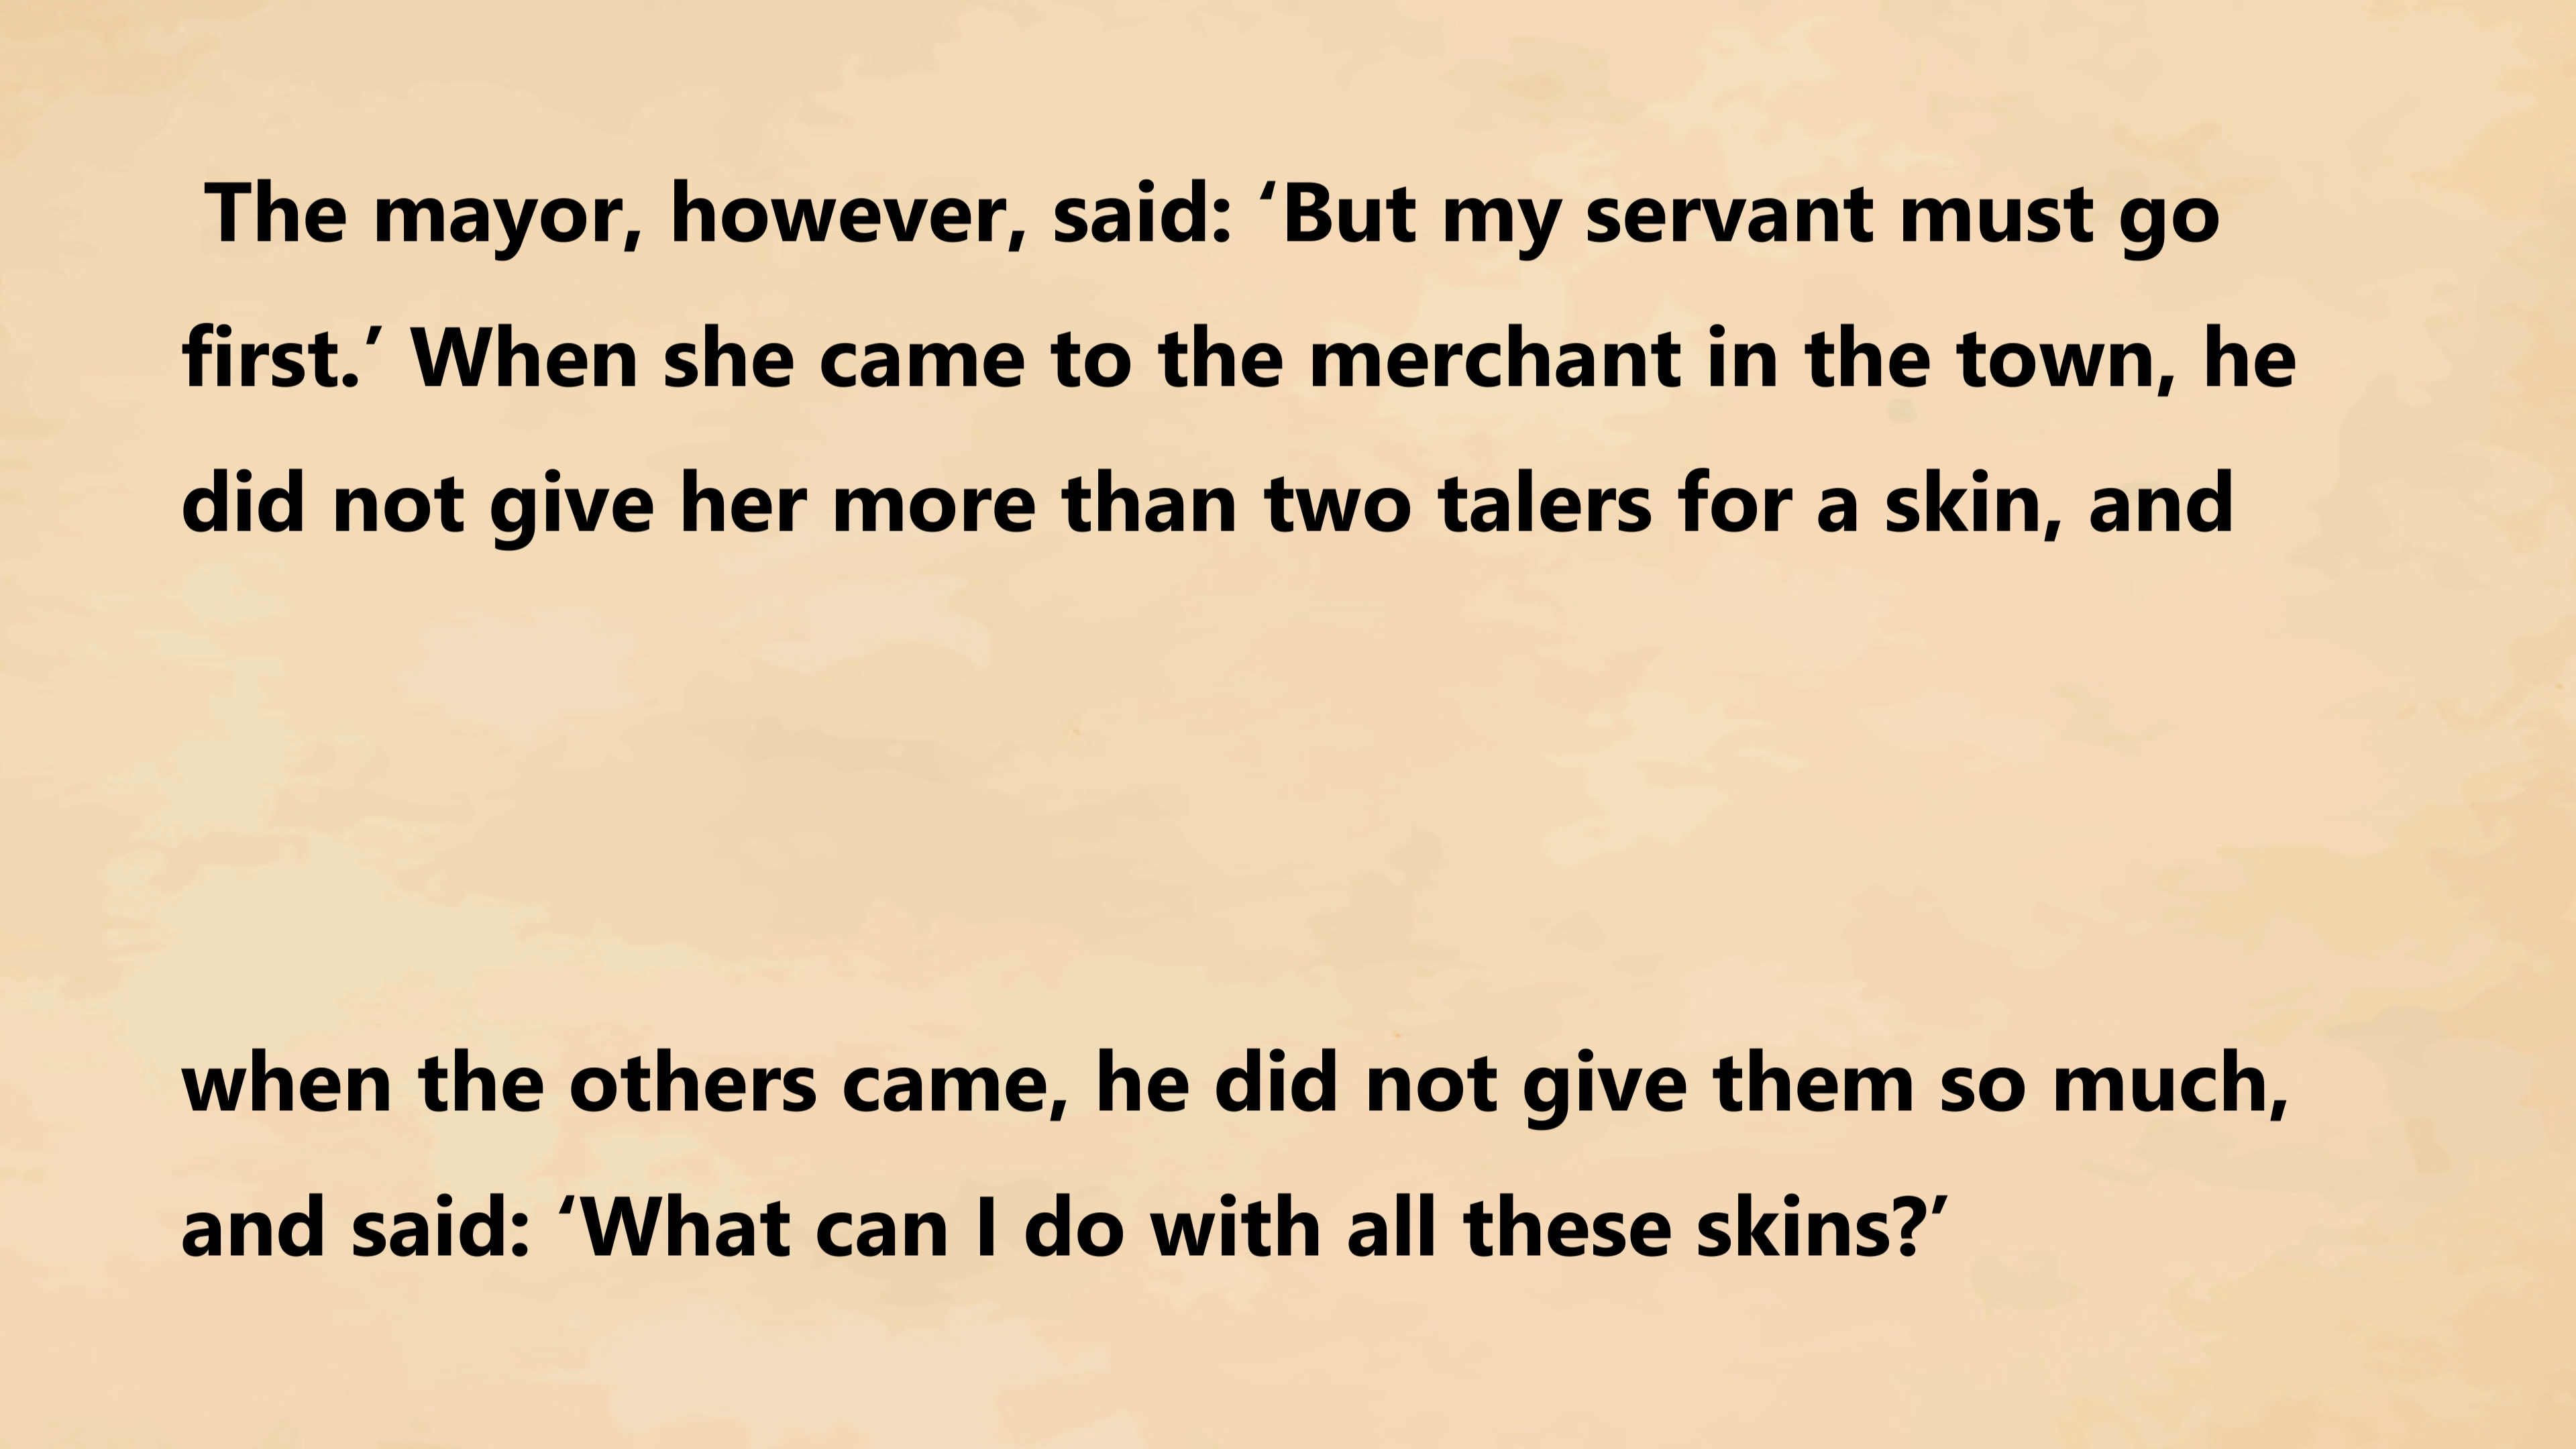 The mayor, however, said: ‘But my servant must go
first.’ When she came to the merchant in the town, he
did not give her more than two talers for a skin, and
when the others came, he did not give them so much,
and said: ‘What can I do with all these skins?’